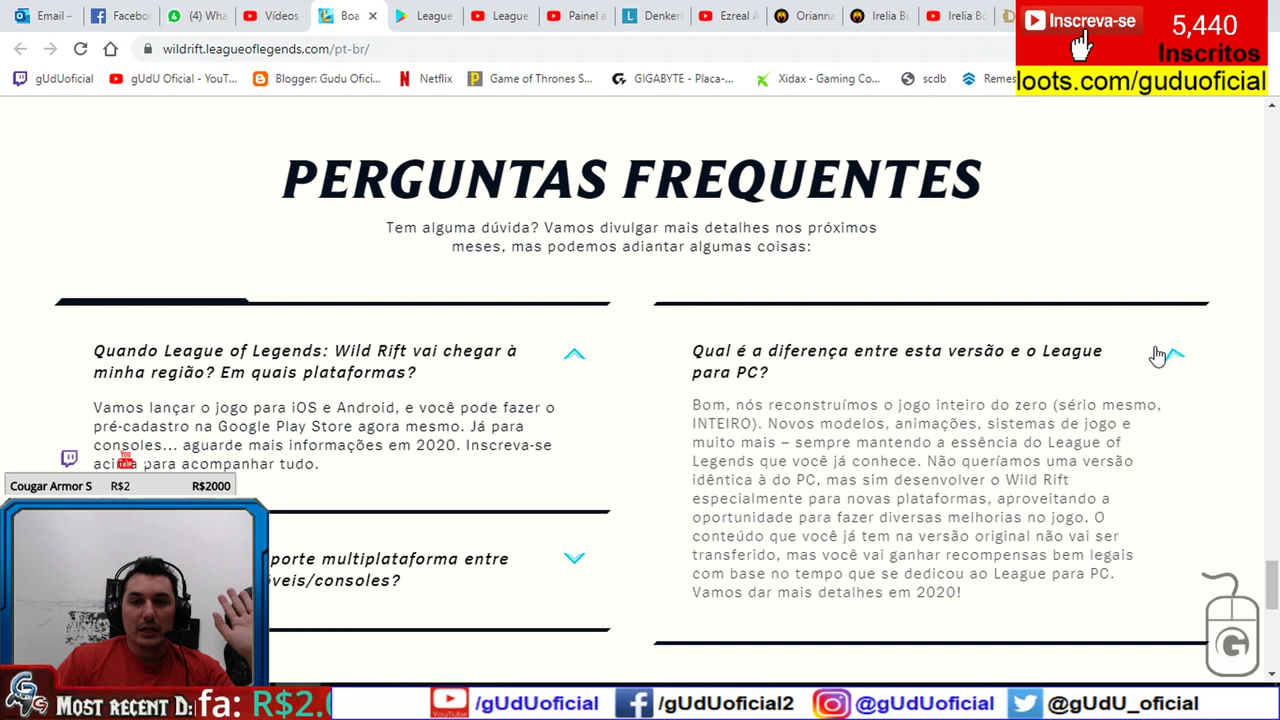 Email –
Faceb
(4) Wha
Vídeos
Boa
League
League
Painel a
Denker
Ezreal A
Orianna
Irelia Bu
Irelia Bo
wildrift.leagueoflegends.com/pt-br/
gUdUoficial
gUdU Oficial - YouT...
Blogger: Gudu Ofici...
Netflix
Game of Thrones S...
GIGABYTE - Placa-...
Xidax - Gaming Co...
scdb
Remes
Inscreva-se
5,440
Inscritos
loots.com/guduoficial
PERGUNTAS FREQUENTES
Tem alguma dúvida? Vamos divulgar mais detalhes nos próximos
meses, mas podemos adiantar algumas coisas:
Quando League of Legends: Wild Rift vai chegar à
minha região? Em quais plataformas?
Vamos lançar o jogo para iOS e Android, e você pode fazer o
pré-cadastro na Google Play Store agora mesmo. Já para
consoles... aguarde mais informações em 2020. Inscreva-se
acima para acompanhar tudo.
Cougar Armor S R$2 R$2000
porte multiplataforma entre
óveis/consoles?
Qual é a diferença entre esta versão e o League
para PC?
Bom, nós reconstruímos o jogo inteiro do zero (sério mesmo,
INTEIRO). Novos modelos, animações, sistemas de jogo e
muito mais – sempre mantendo a essência do League of
Legends que você já conhece. Não queríamos uma versão
idêntica à do PC, mas sim desenvolver o Wild Rift
especialmente para novas plataformas, aproveitando a
oportunidade para fazer diversas melhorias no jogo. O
conteúdo que você já tem na versão original não vai ser
transferido, mas você vai ganhar recompensas bem legais
com base no tempo que se dedicou ao League para PC.
Vamos dar mais detalhes em 2020!
Most recent D:
fa: R$2.
/gUdUoficial
/gUdUoficial2
@gUdUoficial
@gUdU_oficial